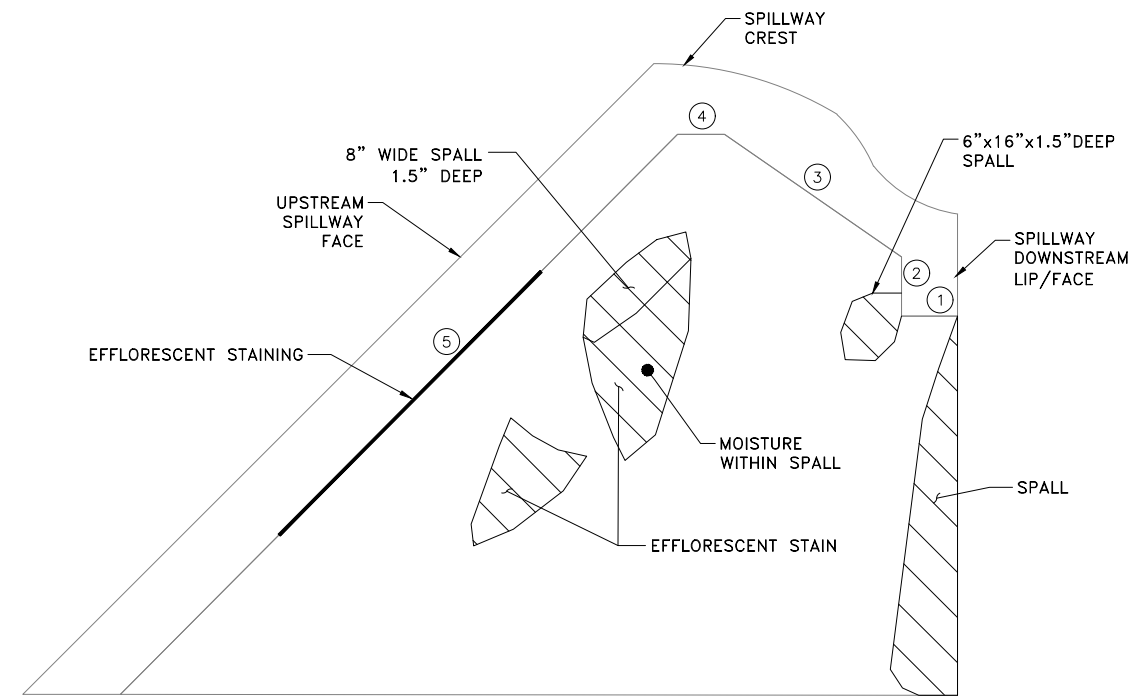 SPILLWAY
CREST
4
8” WIDE SPALL
1.5” DEEP
6”x16”x1.5”DEEP
SPALL
3
UPSTREAM
SPILLWAY
FACE
SPILLWAY
DOWNSTREAM
LIP/FACE
2
1
5
EFFLORESCENT STAINING
MOISTURE
WITHIN SPALL
SPALL
EFFLORESCENT STAIN